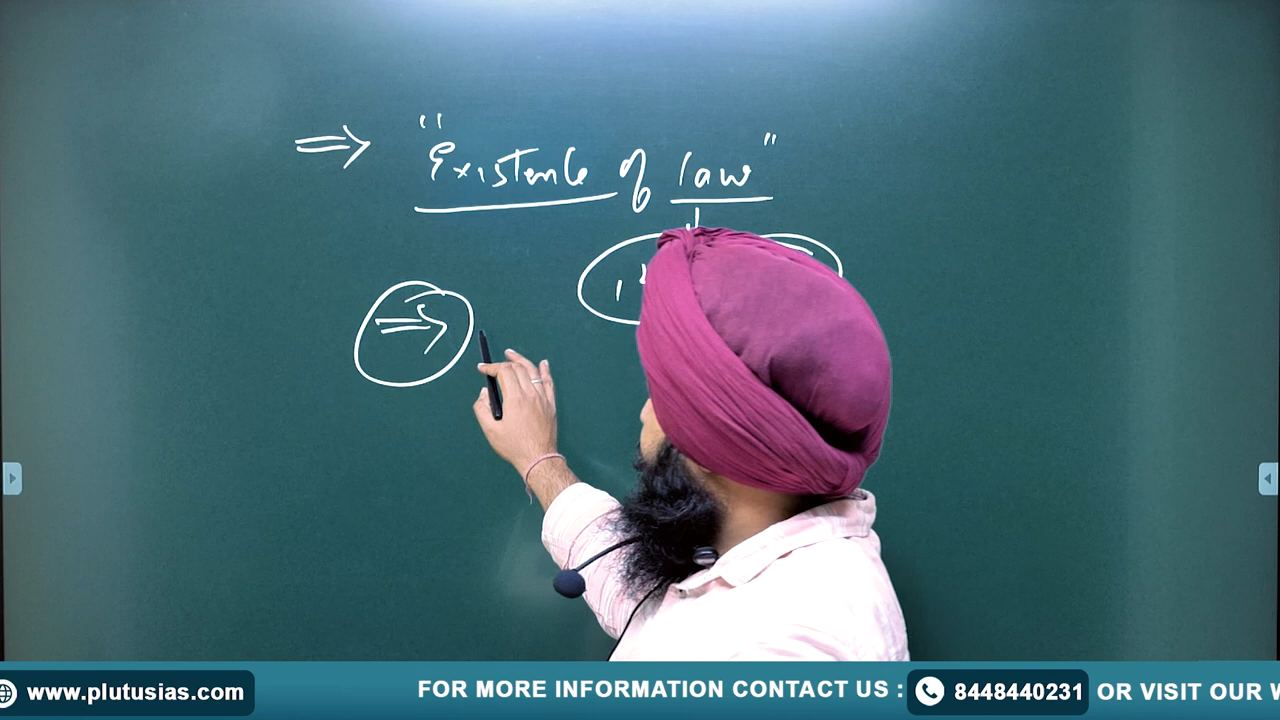 ⇒ "Existence of law"
⇒
www.plutusias.com
FOR MORE INFORMATION CONTACT US : 8448440231 OR VISIT OUR